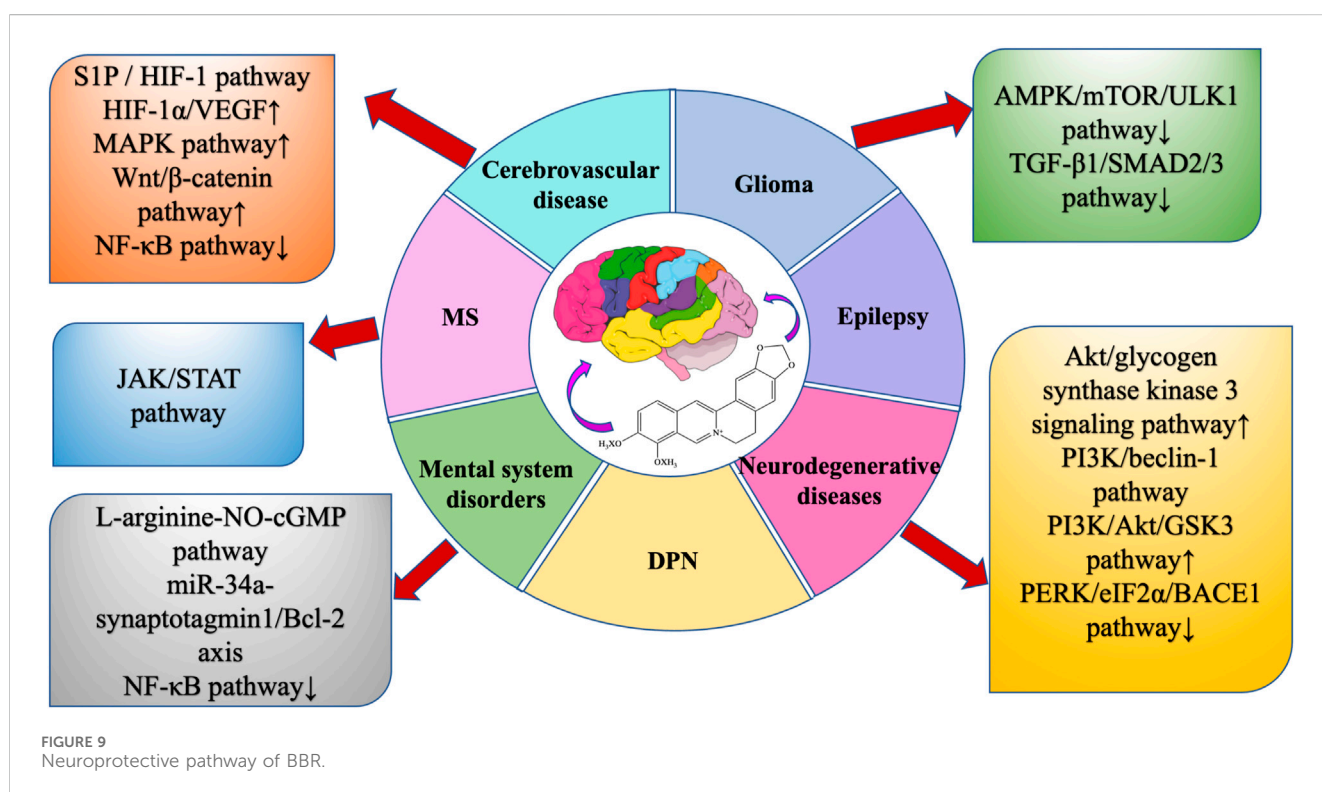 S1P / HIF-1 pathway
HIF-1α/VEGF↑
MAPK pathway↑
Wnt/β-catenin
pathway↑
NF-κB pathway↓
JAK/STAT
pathway
L-arginine-NO-cGMP
pathway
miR-34a-
synaptotagmin1/Bcl-2
axis
NF-κB pathway↓
Cerebrovascular
disease
Glioma
MS
Epilepsy
Mental system
disorders
Neurodegenerative
diseases
DPN
O
O
N+
H₃XO
OXH₃
AMPK/mTOR/ULK1
pathway↓
TGF-β1/SMAD2/3
pathway↓
Akt/glycogen
synthase kinase 3
signaling pathway↑
PI3K/beclin-1
pathway
PI3K/Akt/GSK3
pathway↑
PERK/eIF2α/BACE1
pathway↓
FIGURE 9
Neuroprotective pathway of BBR.